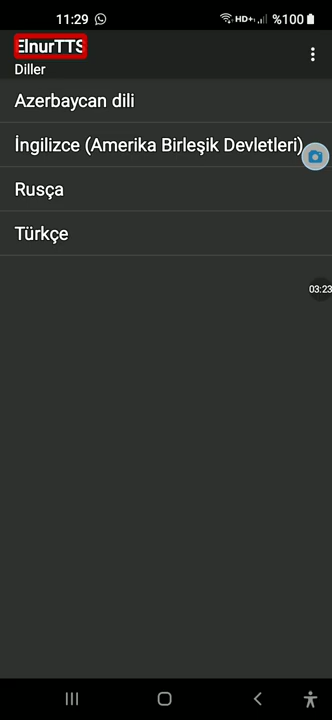 11:29 HD+ %100
ElnurTTS
Diller
Azerbaycan dili
İngilizce (Amerika Birleşik Devletleri)
Rusça
Türkçe
03:23